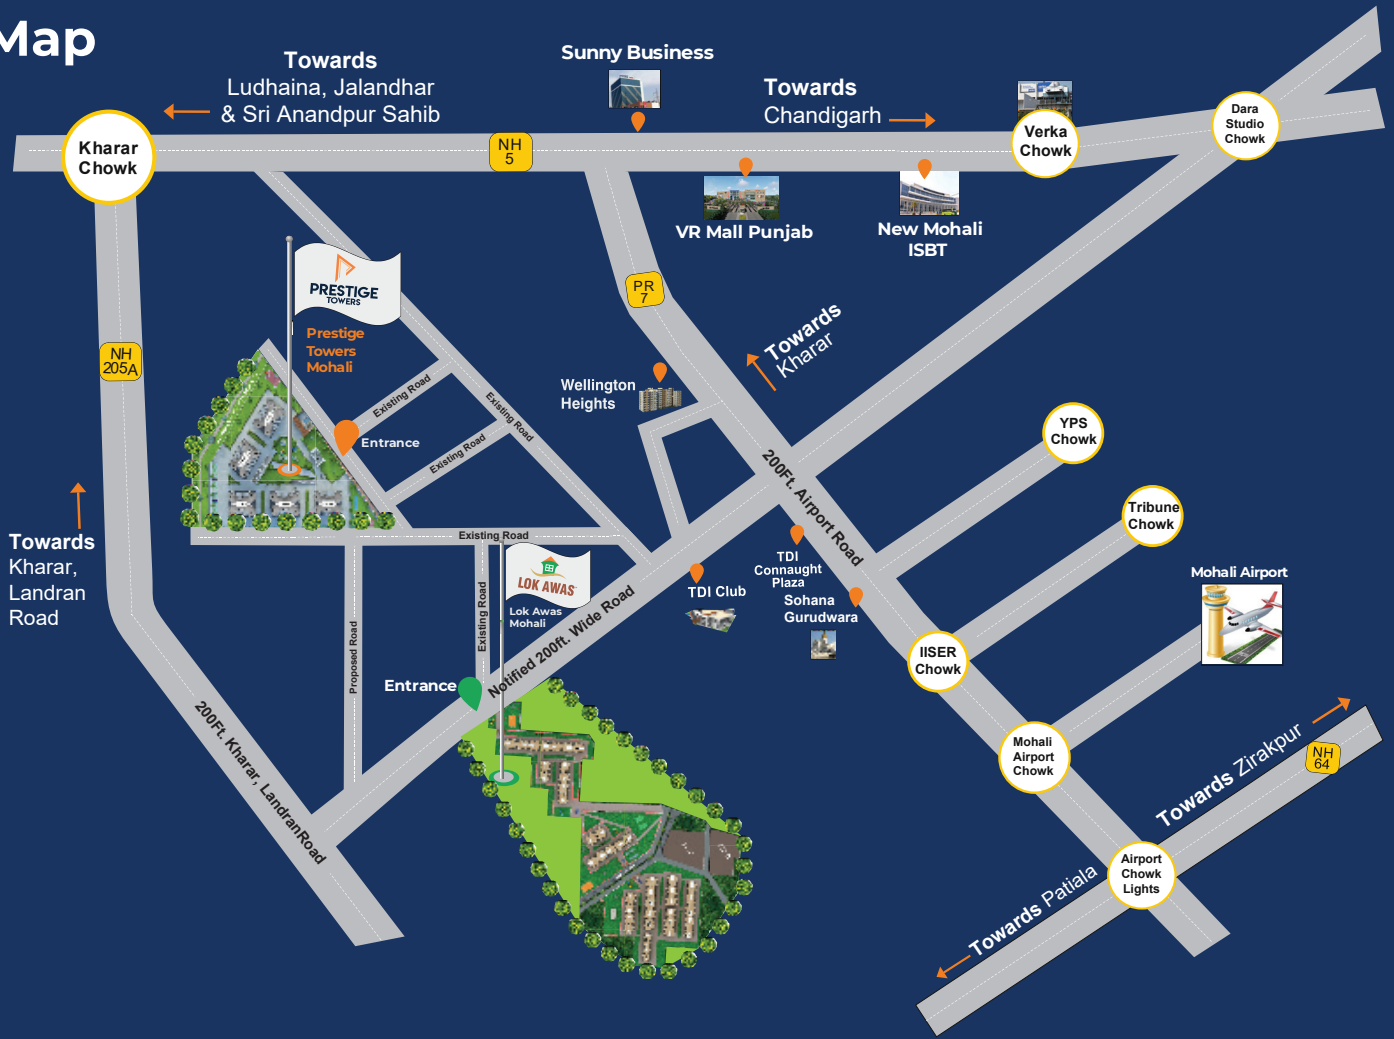 Map
Towards
Ludhaina, Jalandhar
& Sri Anandpur Sahib
Sunny Business
Towards
Chandigarh
Kharar
Chowk
NH
5
Verka
Chowk
Dara
Studio
Chowk
VR Mall Punjab
New Mohali
ISBT
PRESTIGE
TOWERS
Prestige
Towers
Mohali
PR
7
Towards
Kharar
NH
205A
Wellington
Heights
Existing Road
Existing Road
Existing Road
Entrance
YPS
Chowk
200Ft. Airport Road
Tribune
Chowk
Towards
Kharar,
Landran
Road
Existing Road
LOK AWAS
Lok Awas
Mohali
Existing Road
Proposed Road
Notified 200ft. Wide Road
TDI Club
TDI
Connaught
Plaza
Sohana
Gurudwara
Mohali Airport
IISER
Chowk
Entrance
200Ft. Kharar, LandranRoad
Mohali
Airport
Chowk
Towards Zirakpur
NH
64
Airport
Chowk
Lights
Towards Patiala